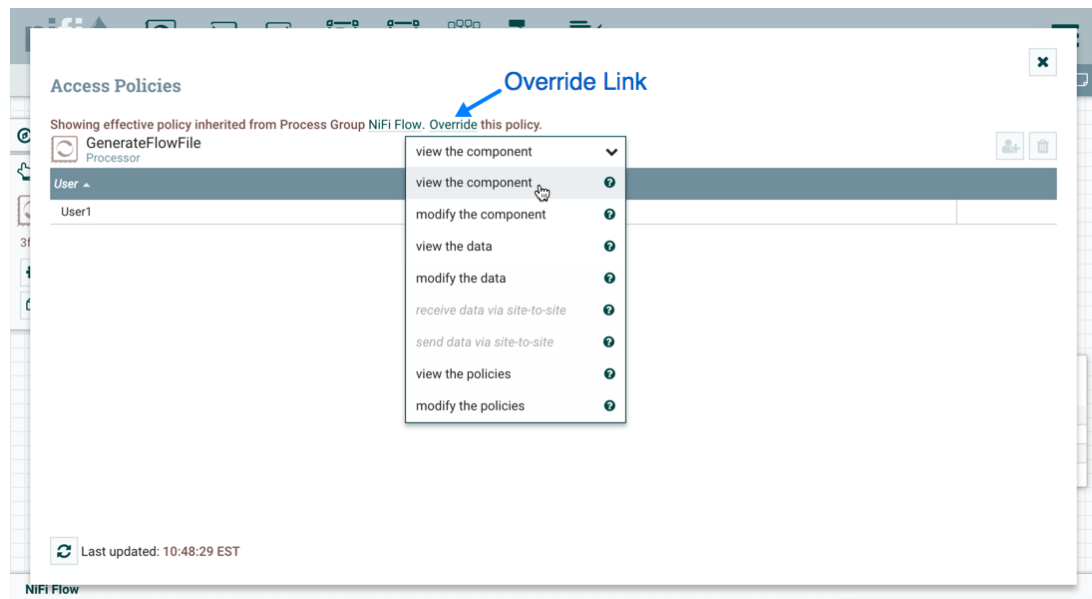 nifi
Access Policies
Override Link
Showing effective policy inherited from Process Group NiFi Flow. Override this policy.
GenerateFlowFile
Processor
view the component
User
view the component
User1
modify the component
view the data
modify the data
receive data via site-to-site
send data via site-to-site
view the policies
modify the policies
Last updated: 10:48:29 EST
NiFi Flow